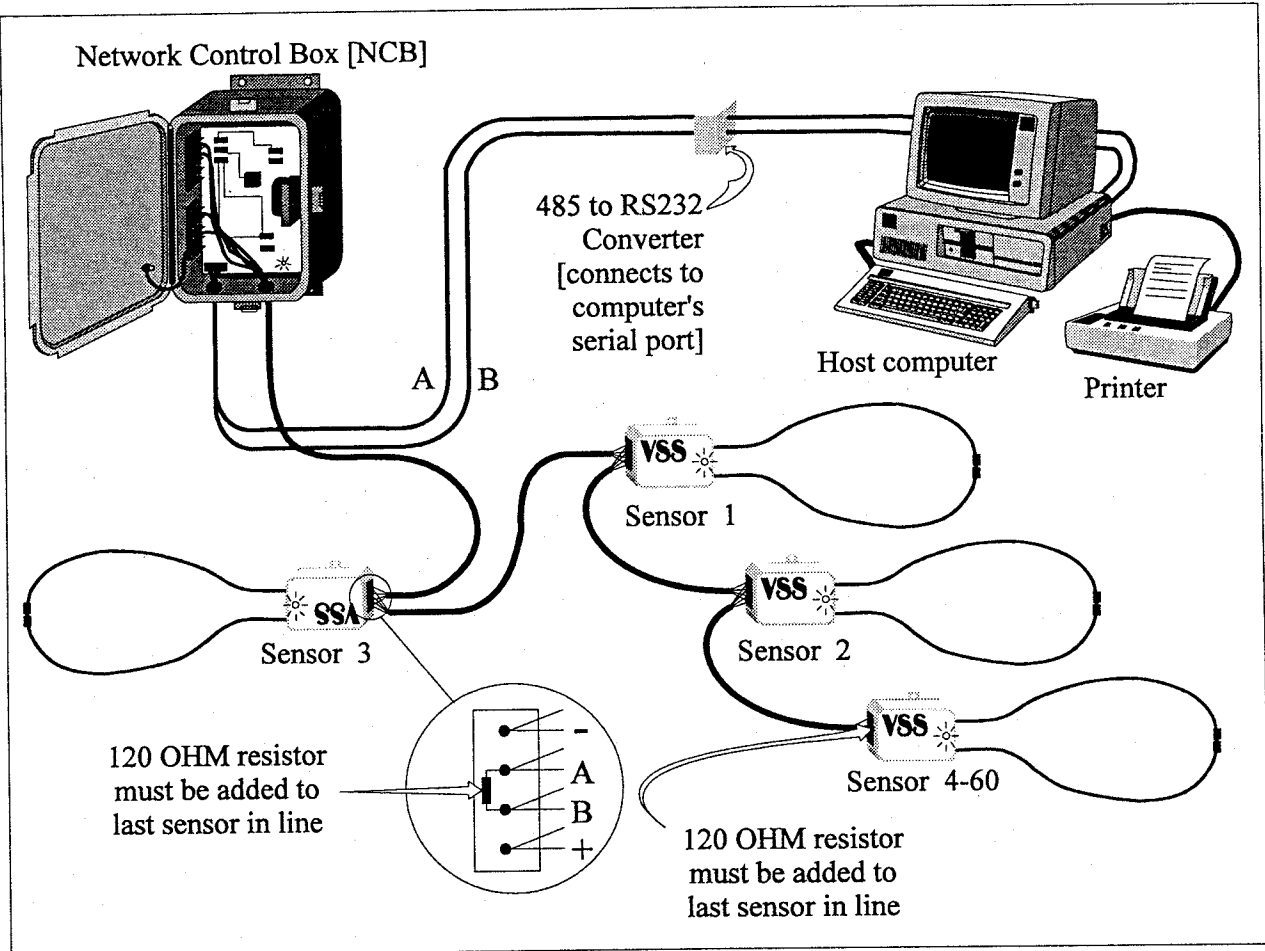 Network Control Box [NCB]
485 to RS232
Converter
[connects to
computer's
serial port]
Host computer
Printer
A B
VSS
Sensor 1
VSS
Sensor 3
VSS
Sensor 2
VSS
Sensor 4-60
120 OHM resistor
must be added to
last sensor in line
-
A
B
+
120 OHM resistor
must be added to
last sensor in line